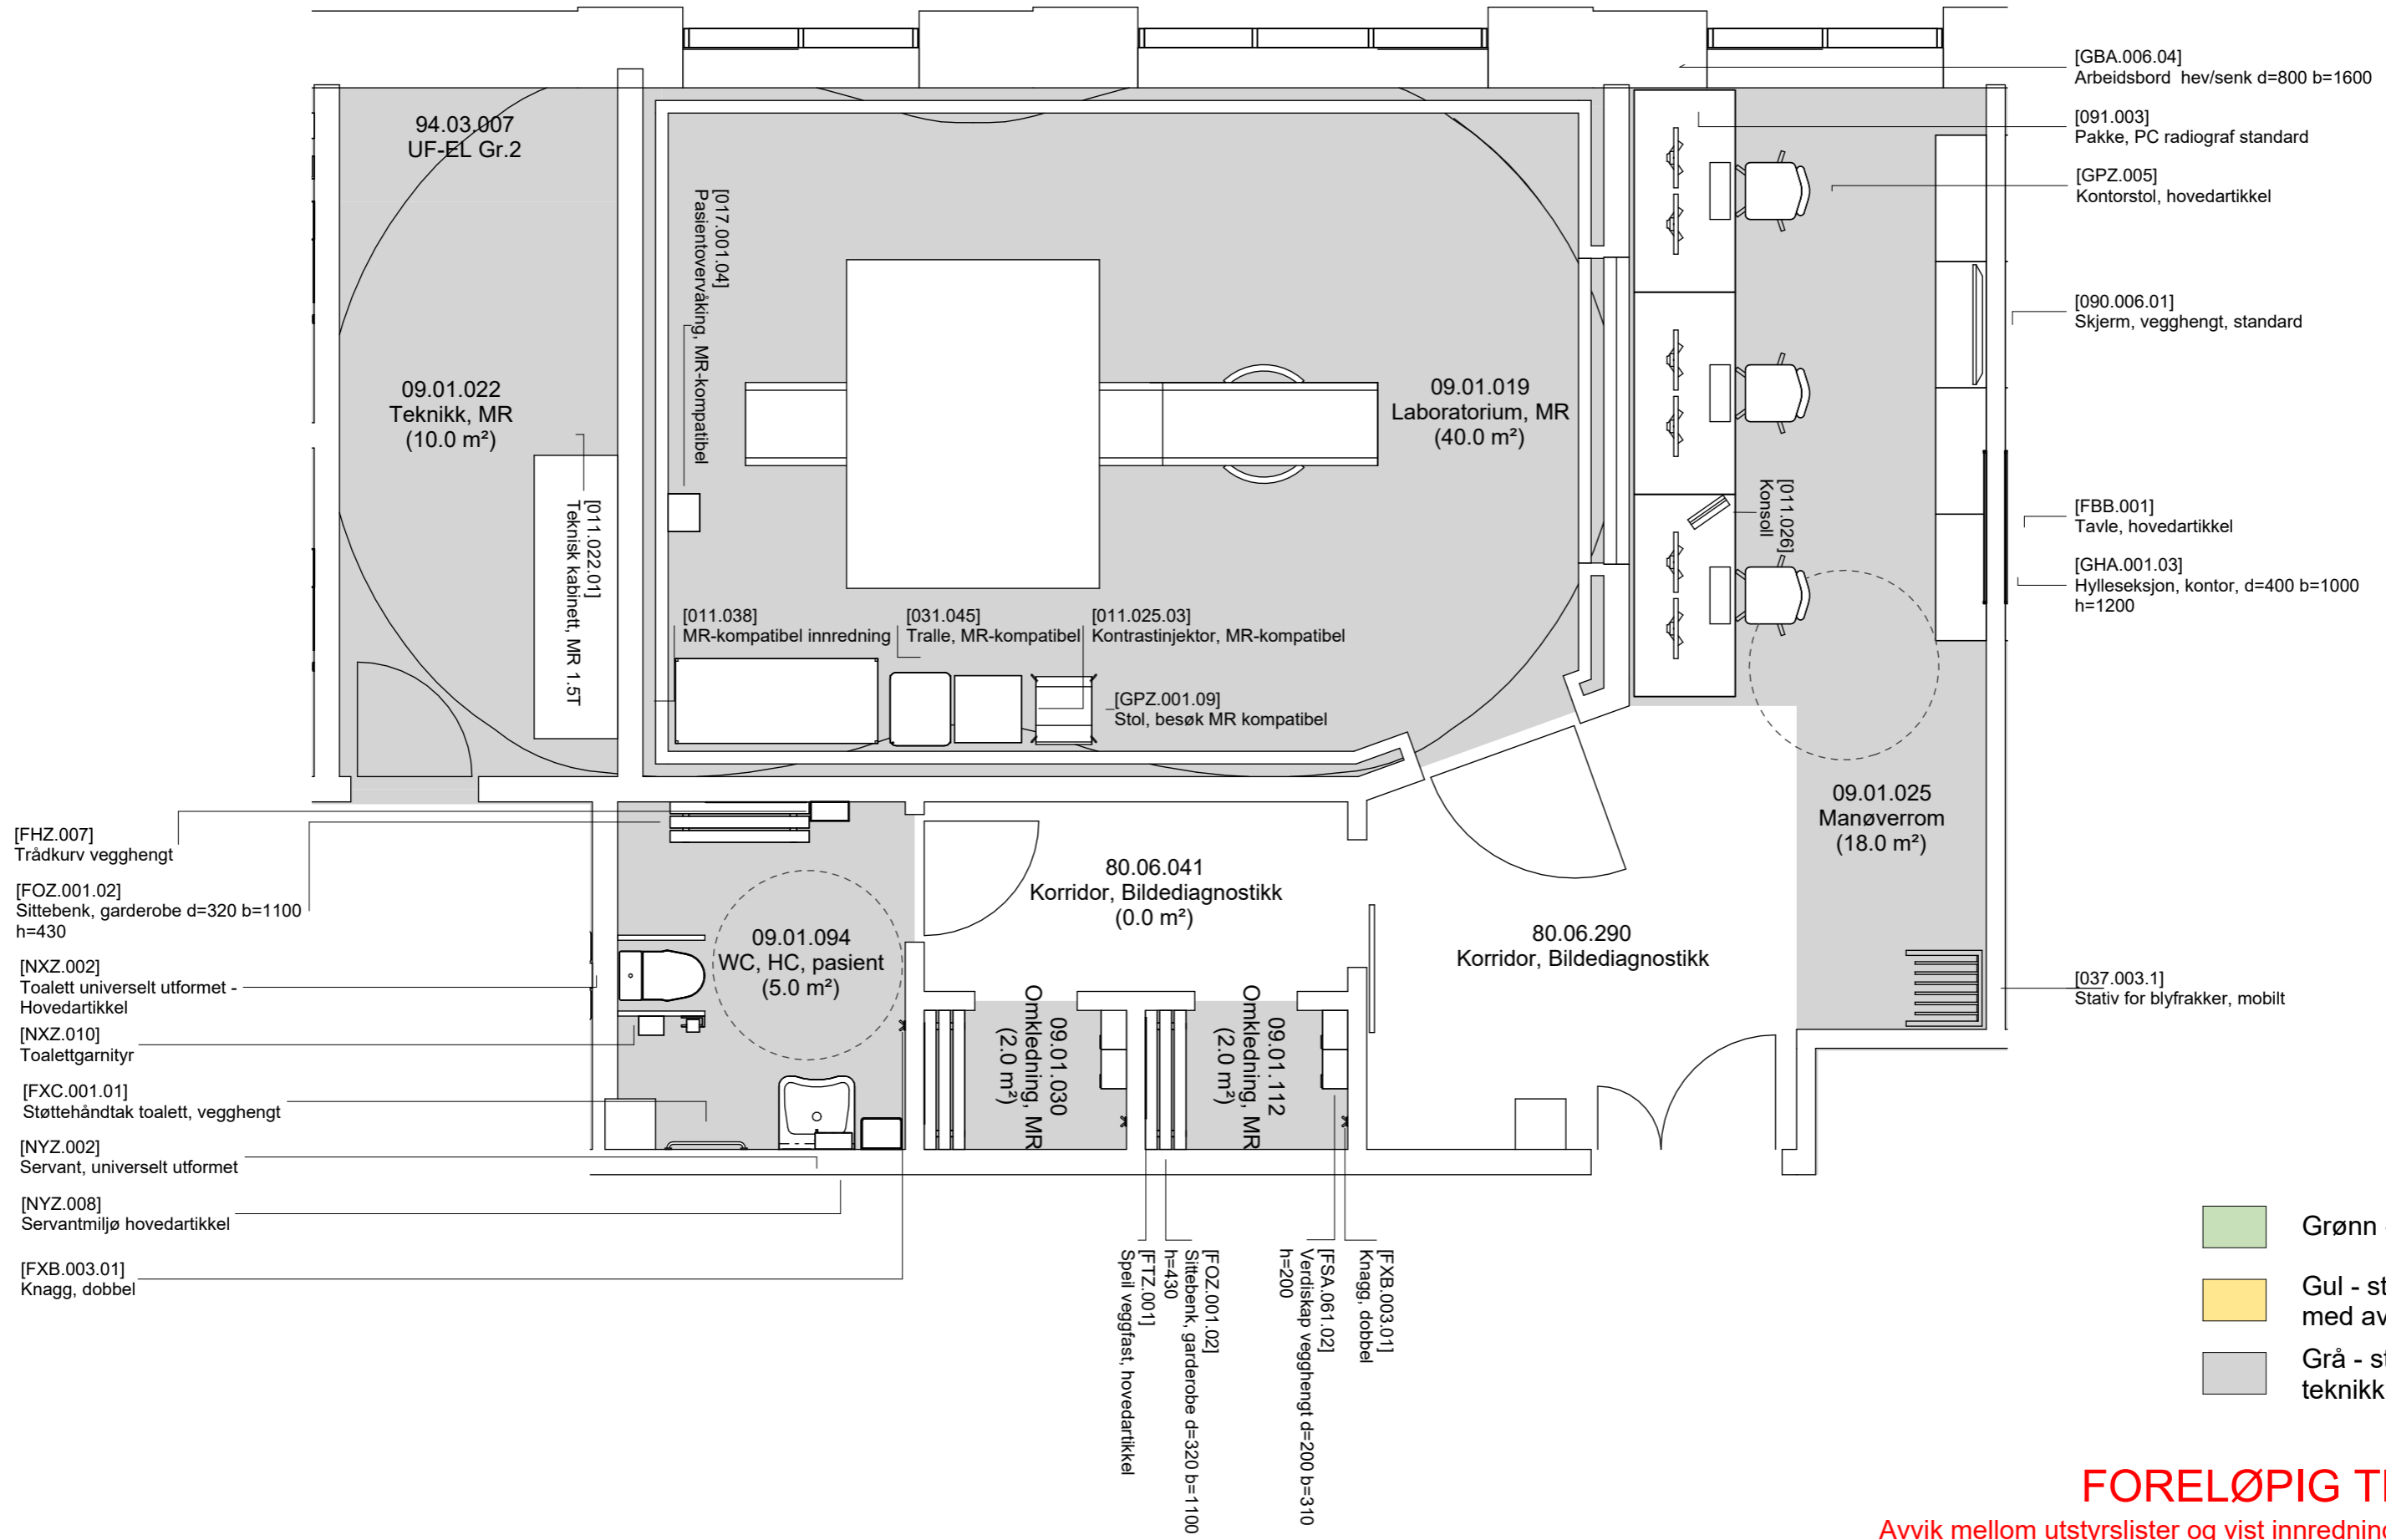 94.03.007
UF-EL Gr.2
09.01.022
Teknikk, MR
(10.0 m²)
[011.022.01]
Teknisk kabinett, MR 1.5T
[017.001.04]
Pasientovervåking, MR-kompatibel
09.01.019
Laboratorium, MR
(40.0 m²)
[011.038]
MR-kompatibel innredning
[031.045]
Tralle, MR-kompatibel
[011.025.03]
Kontrastinjektor, MR-kompatibel
[GPZ.001.09]
Stol, besøk MR kompatibel
[011.026]
Konsoll
[GBA.006.04]
Arbeidsbord hev/senk d=800 b=1600
[091.003]
Pakke, PC radiograf standard
[GPZ.005]
Kontorstol, hovedartikkel
[090.006.01]
Skjerm, vegghengt, standard
[FBB.001]
Tavle, hovedartikkel
[GHA.001.03]
Hylleseksjon, kontor, d=400 b=1000
h=1200
09.01.025
Manøverrom
(18.0 m²)
[037.003.1]
Stativ for blyfrakker, mobilt
80.06.041
Korridor, Bildediagnostikk
(0.0 m²)
80.06.290
Korridor, Bildediagnostikk
09.01.094
WC, HC, pasient
(5.0 m²)
09.01.030
Omkledning, MR
(2.0 m²)
09.01.112
Omkledning, MR
(2.0 m²)
[FHZ.007]
Trådkurv vegghengt
[FOZ.001.02]
Sittebenk, garderobe d=320 b=1100
h=430
[NXZ.002]
Toalett universelt utformet -
Hovedartikkel
[NXZ.010]
Toalettgarnityr
[FXC.001.01]
Støttehåndtak toalett, vegghengt
[NYZ.002]
Servant, universelt utformet
[NYZ.008]
Servantmiljø hovedartikkel
[FXB.003.01]
Knagg, dobbel
[FTZ.001]
Speil veggfast, hovedartikkel
[FOZ.001.02]
Sittebenk, garderobe d=320 b=1100
h=430
[FSA.061.02]
Verdiskap vegghengt d=200 b=310
h=200
[FXB.003.01]
Knagg, dobbel
Grønn
Gul - st
med av
Grå - st
teknikk
FORELØPIG TE
Avvik mellom utstyrslister og vist innredning